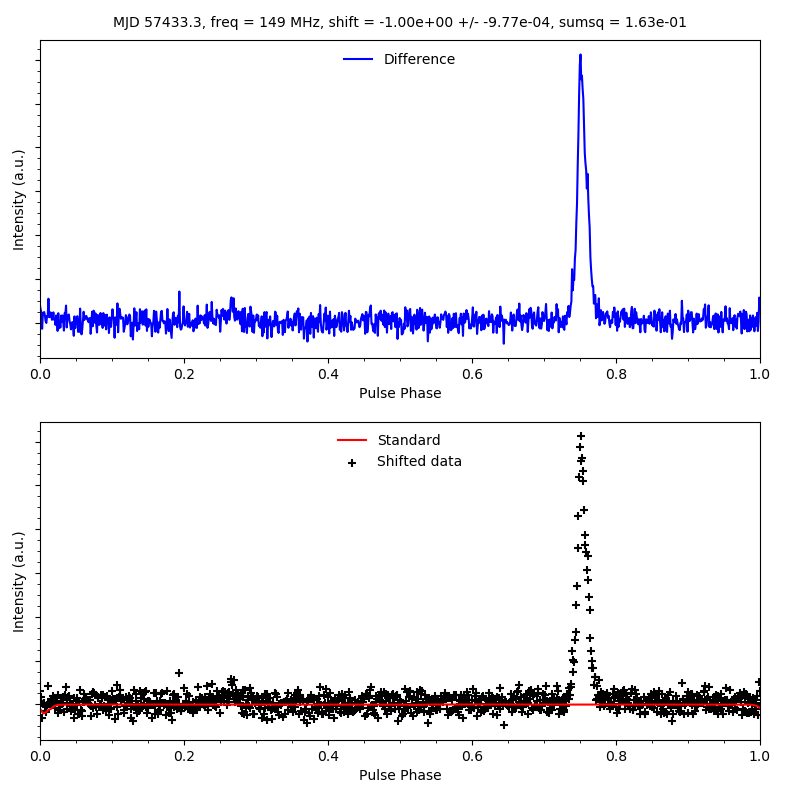 MJD 57433.3, freq = 149 MHz, shift = -1.00e+00 +/- -9.77e-04, sumsq = 1.63e-01
Difference
Intensity (a.u.)
0.0 0.2 0.4 0.6 0.8 1.0
Pulse Phase
Standard
Shifted data
Intensity (a.u.)
0.0 0.2 0.4 0.6 0.8 1.0
Pulse Phase